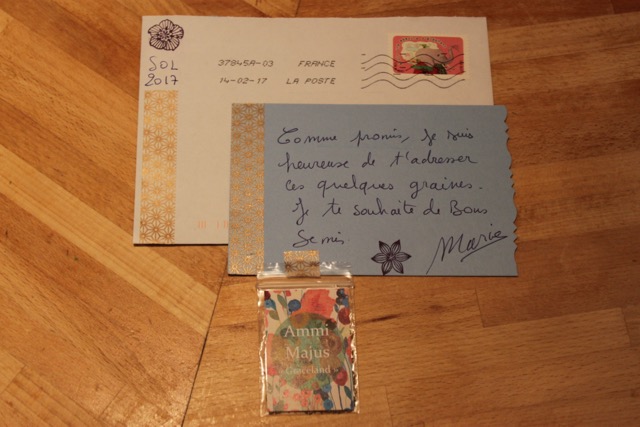 SOL
2017
37845A-03 FRANCE
14-02-17 LA POSTE
Comme promis, Je suis
heureuse de t'adresser
ces quelques graines.
Je te souhaite de Bons
Semis
Marie
Ammi
Majus
Graceland